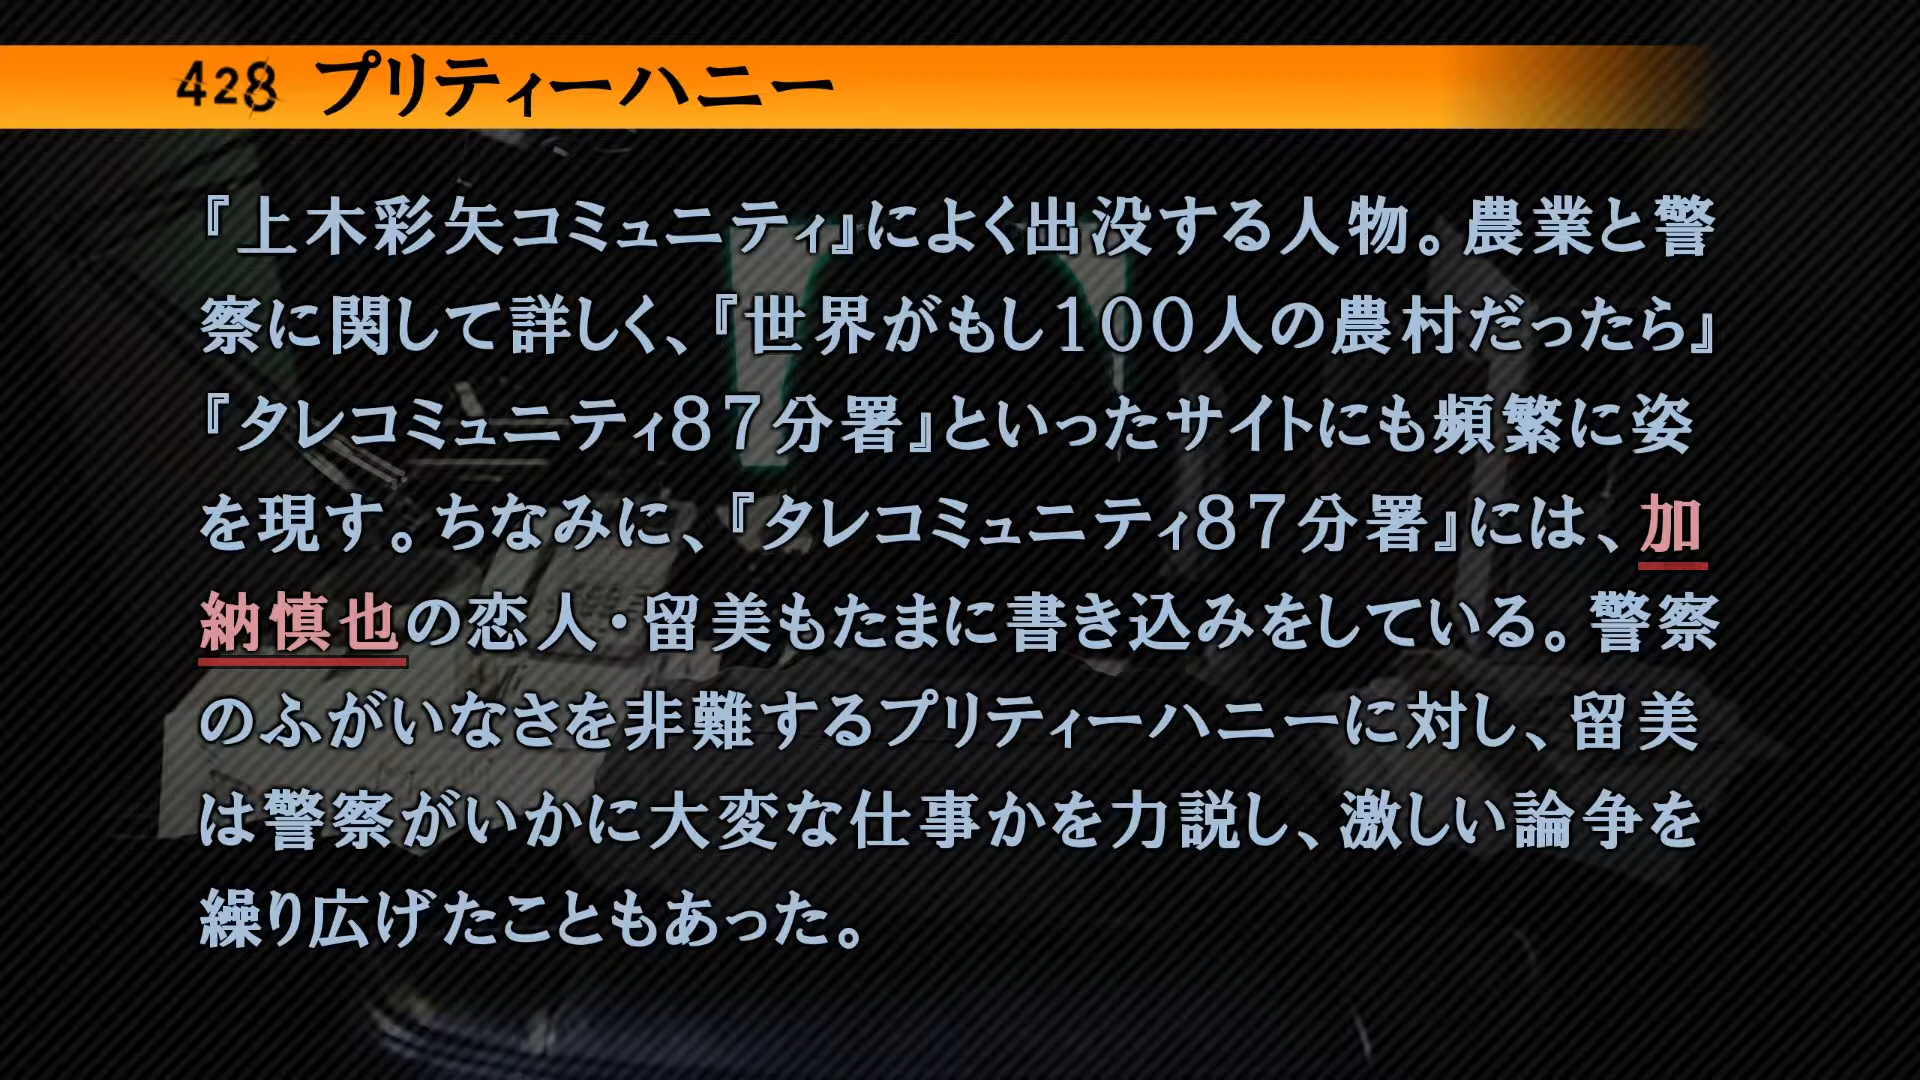 428 プリティーハニー
『上木彩矢コミュニティ』によく出没する人物。農業と警
察に関して詳しく、『世界がもし１００人の農村だったら』
『タレコミュニティ８７分署』といったサイトにも頻繁に姿
を現す。ちなみに、『タレコミュニティ８７分署』には、加
納慎也の恋人・留美もたまに書き込みをしている。警察
のふがいなさを非難するプリティーハニーに対し、留美
は警察がいかに大変な仕事かを力説し、激しい論争を
繰り広げたこともあった。